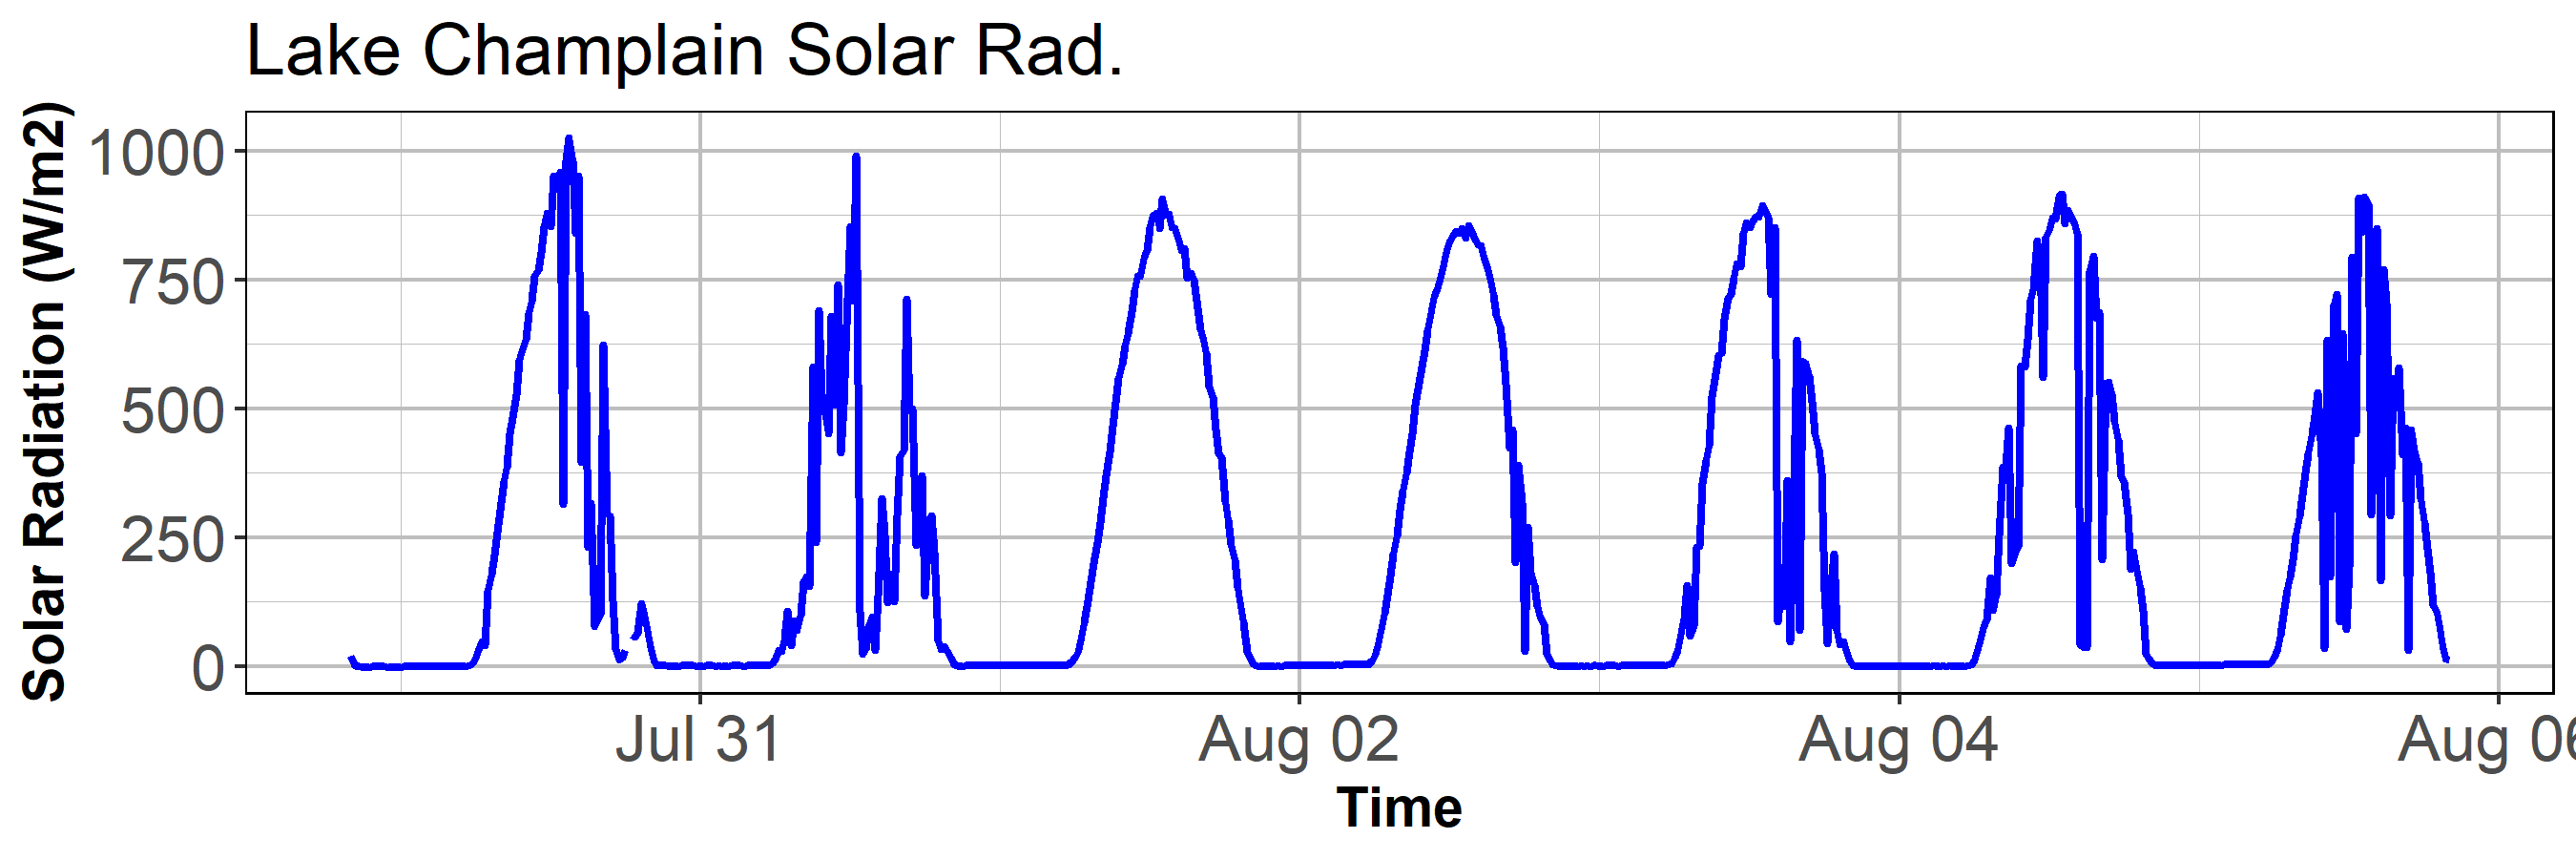 Lake Champlain Solar Rad.
Solar Radiation (W/m2)
1000
750
500
250
0
Jul 31 Aug 02 Aug 04 Aug 06
Time